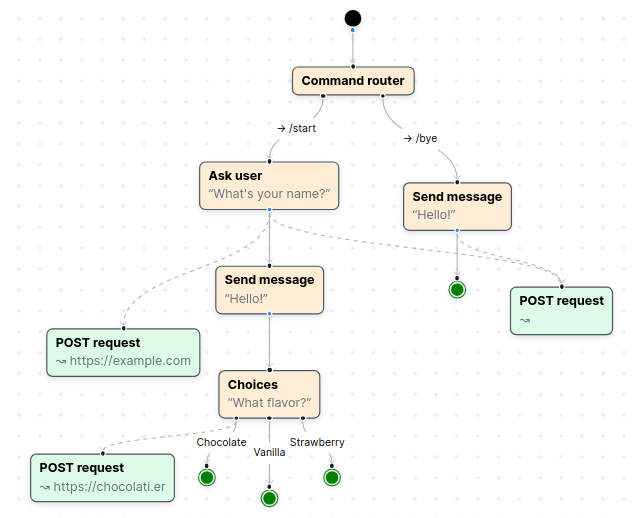 Command router
→ /start
→ /bye
Ask user
“What's your name?”
Send message
“Hello!”
Send message
“Hello!”
POST request
↝
POST request
↝ https://example.com
Choices
“What flavor?”
Chocolate
Vanilla
Strawberry
POST request
↝ https://chocolati.er